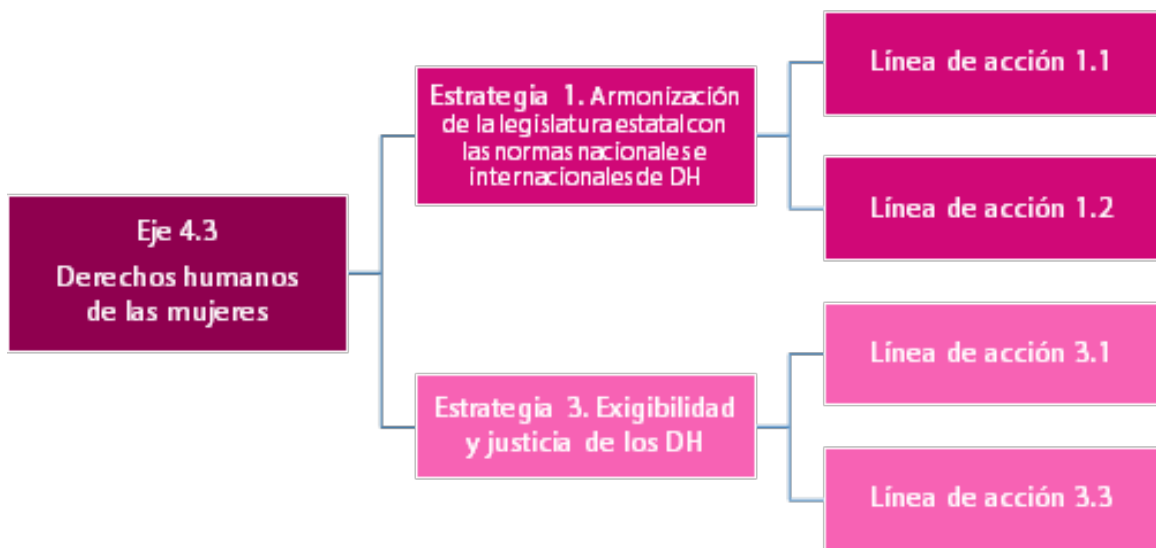 Eje 4.3
Derechos humanos
de las mujeres
Estrategia 1. Armonización
de la legislatura estatal con
las normas nacionales e
internacionales de DH
Línea de acción 1.1
Línea de acción 1.2
Estrategia 3. Exigibilidad
y justicia de los DH
Línea de acción 3.1
Línea de acción 3.3